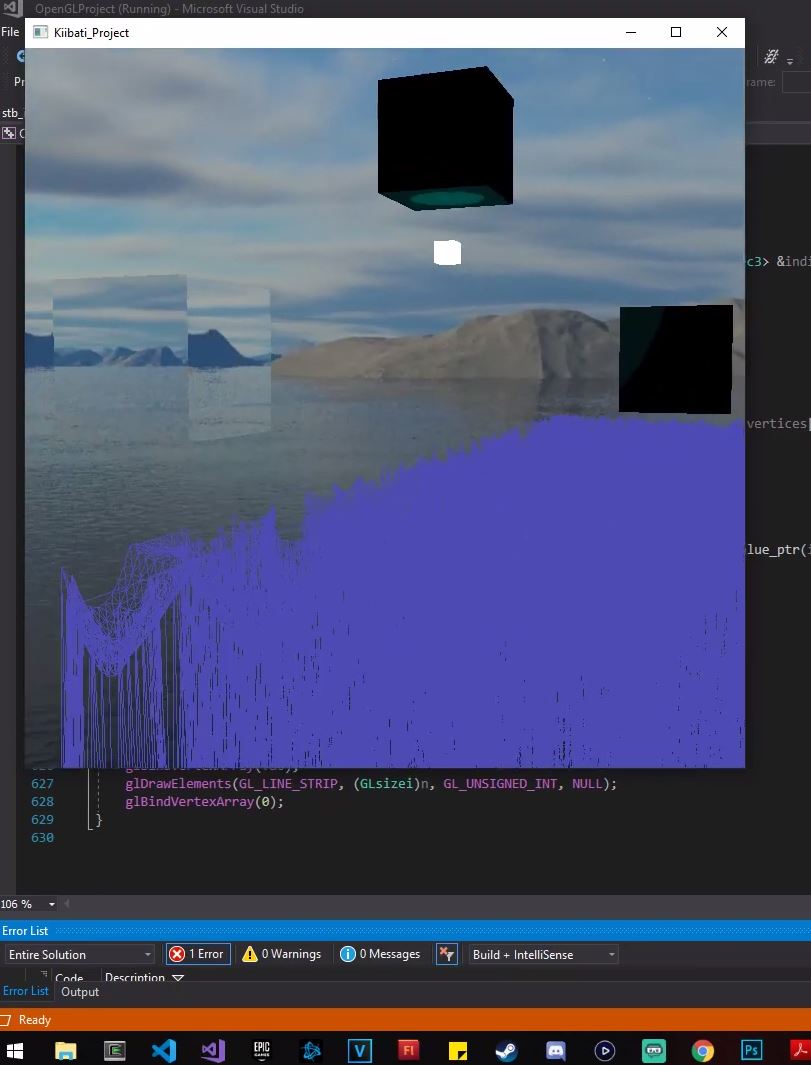 OpenGLProject (Running) - Microsoft Visual Studio
File
Kiibati_Project
Pr
rame:
stb_i
c3> &indi
vertices
lue_ptr(i
627 glDrawElements(GL_LINE_STRIP, (GLsizei)n, GL_UNSIGNED_INT, NULL);
628 glBindVertexArray(0);
629 }
630
106 %
Error List
Entire Solution 1 Error 0 Warnings 0 Messages Build + IntelliSense
Code Description
Error List Output
Ready
EPIC GAMES V Fl Ps